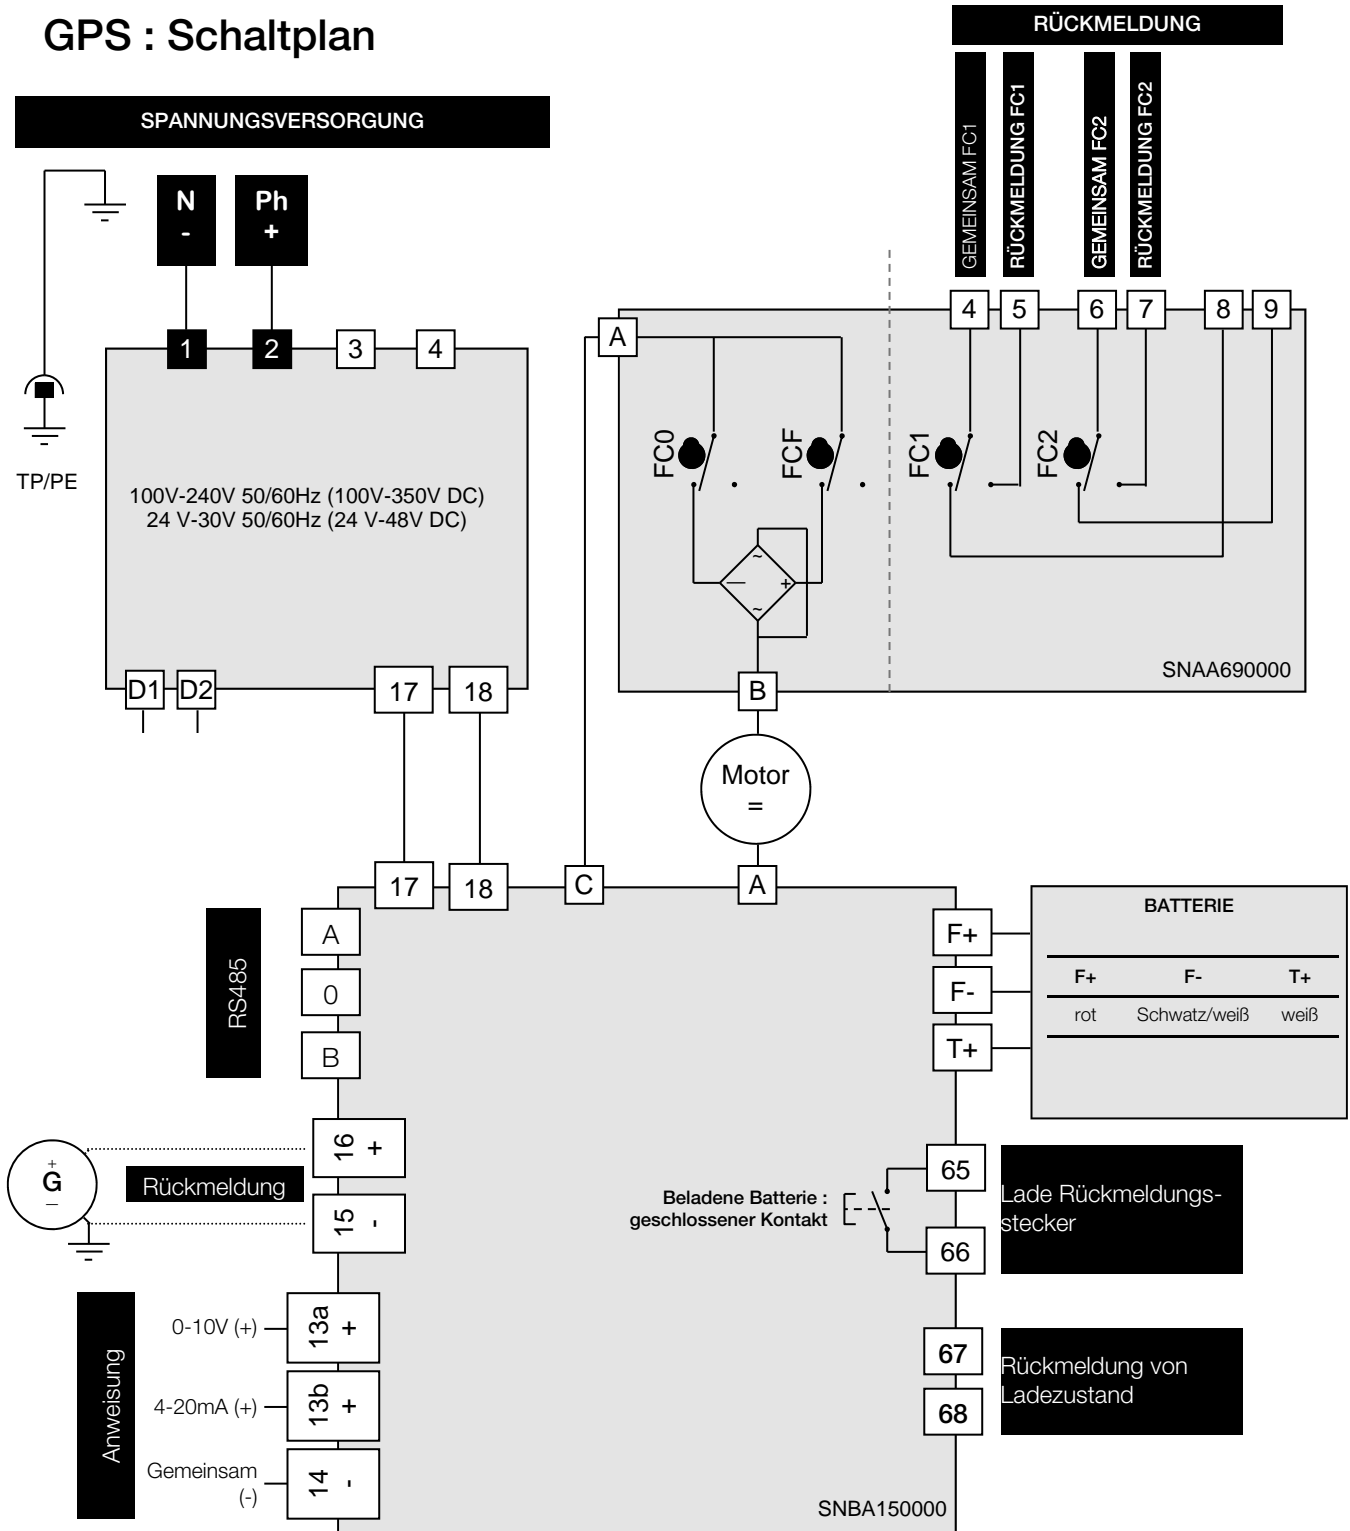 GPS : Schaltplan
RÜCKMELDUNG
SPANNUNGSVERSORGUNG
GEMEINSAM FC1
RÜCKMELDUNG FC1
GEMEINSAM FC2
RÜCKMELDUNG FC2
N
-
Ph
+
1
2
3
4
TP/PE
100V-240V 50/60Hz (100V-350V DC)
24 V-30V 50/60Hz (24 V-48V DC)
D1
D2
17
18
A
4
5
6
7
8
9
FC0
FCF
FC1
FC2
~
—
+
~
SNAA690000
B
Motor
=
17
18
C
A
RS485
A
0
B
F+
F-
T+
BATTERIE
F+ F- T+
rot Schwatz/weiß weiß
+
G
–
Rückmeldung
16 +
15 -
Beladene Batterie :
geschlossener Kontakt
65
66
Lade Rückmeldungs-
stecker
Anweisung
0-10V (+)
13a +
4-20mA (+)
13b +
Gemeinsam
(-)
14 -
67
68
Rückmeldung von
Ladezustand
SNBA150000